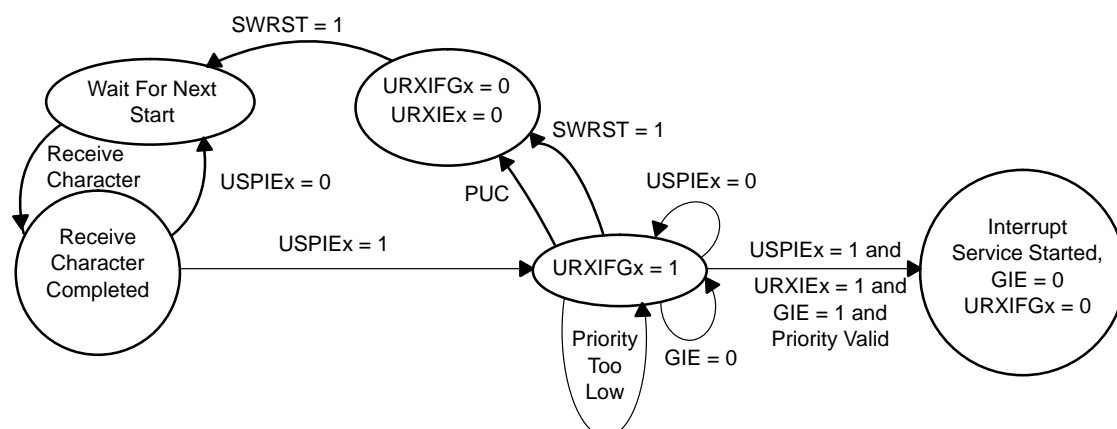 SWRST = 1
Wait For Next
Start
URXIFGx = 0
URXIEx = 0
SWRST = 1
Receive
Character
USPIEx = 0
PUC
USPIEx = 0
Receive
Character
Completed
USPIEx = 1
URXIFGx = 1
USPIEx = 1 and
URXIEx = 1 and
GIE = 1 and
Priority Valid
Interrupt
Service Started,
GIE = 0
URXIFGx = 0
Priority
Too
Low
GIE = 0